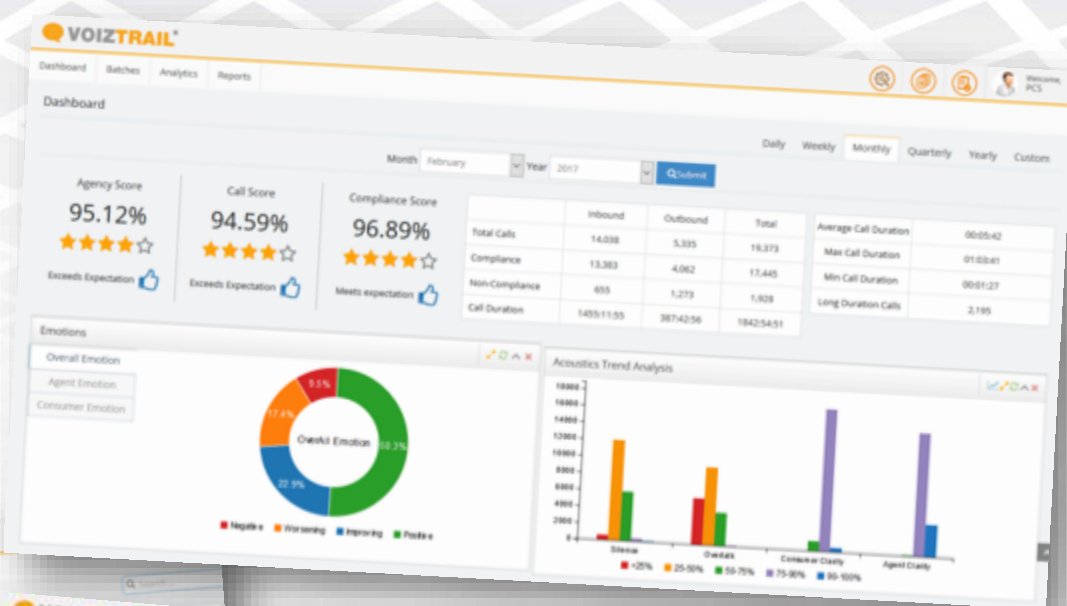 VOIZTRAIL
Dashboard Batches Analytics Reports
Welcome, PCS
Dashboard
Daily Weekly Monthly Quarterly Yearly Custom
Month February Year 2017 Submit
Agency Score
95.12%
Exceeds Expectation
Call Score
94.59%
Exceeds Expectation
Compliance Score
96.89%
Meets expectation
Inbound Outbound Total
Total Calls 14,038 5,335 19,373
Compliance 13,383 4,062 17,445
Non-Compliance 655 1,273 1,928
Call Duration 1455:11:55 387:42:56 1842:54:51
Average Call Duration 00:05:42
Max Call Duration 01:03:41
Min Call Duration 00:01:27
Long Duration Calls 2,195
Emotions
Overall Emotion
Agent Emotion
Consumer Emotion
9.5%
17.4%
Overall Emotion
50.3%
22.9%
Negative Worsening Improving Positive
Acoustics Trend Analysis
18000
16000
14000
12000
10000
8000
6000
4000
2000
0
Silence Overtalk Consumer Clarity Agent Clarity
<25% 25-50% 50-75% 75-90% 90-100%
Search ...